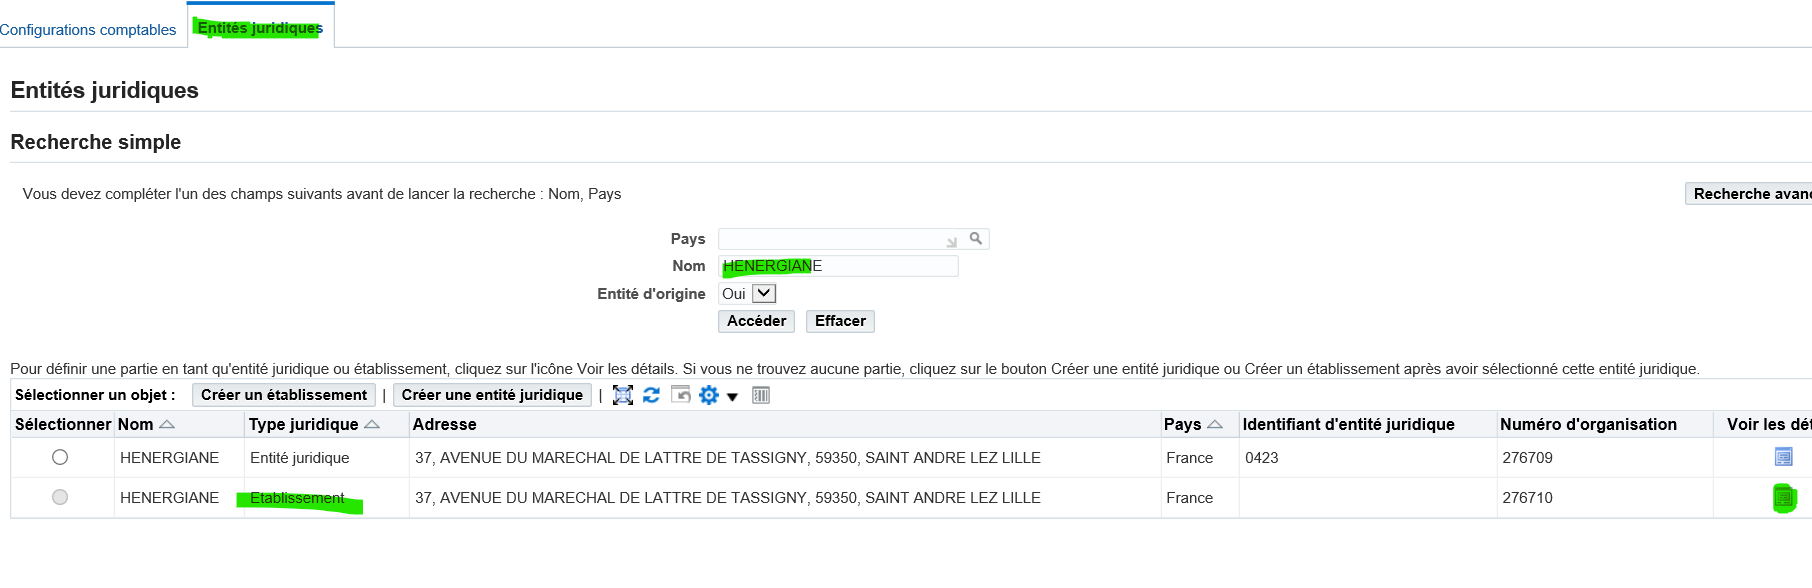 Configurations comptables Entités juridiques
Entités juridiques
Recherche simple
Vous devez compléter l'un des champs suivants avant de lancer la recherche : Nom, Pays
Recherche avanc
Pays
Nom HENERGIANE
Entité d'origine Oui
Accéder Effacer
Pour définir une partie en tant qu'entité juridique ou établissement, cliquez sur l'icône Voir les détails. Si vous ne trouvez aucune partie, cliquez sur le bouton Créer une entité juridique ou Créer un établissement après avoir sélectionné cette entité juridique.
Sélectionner un objet : Créer un établissement | Créer une entité juridique |
Sélectionner Nom Type juridique Adresse Pays Identifiant d'entité juridique Numéro d'organisation Voir les dét
HENERGIANE Entité juridique 37, AVENUE DU MARECHAL DE LATTRE DE TASSIGNY, 59350, SAINT ANDRE LEZ LILLE France 0423 276709
HENERGIANE Etablissement 37, AVENUE DU MARECHAL DE LATTRE DE TASSIGNY, 59350, SAINT ANDRE LEZ LILLE France 276710